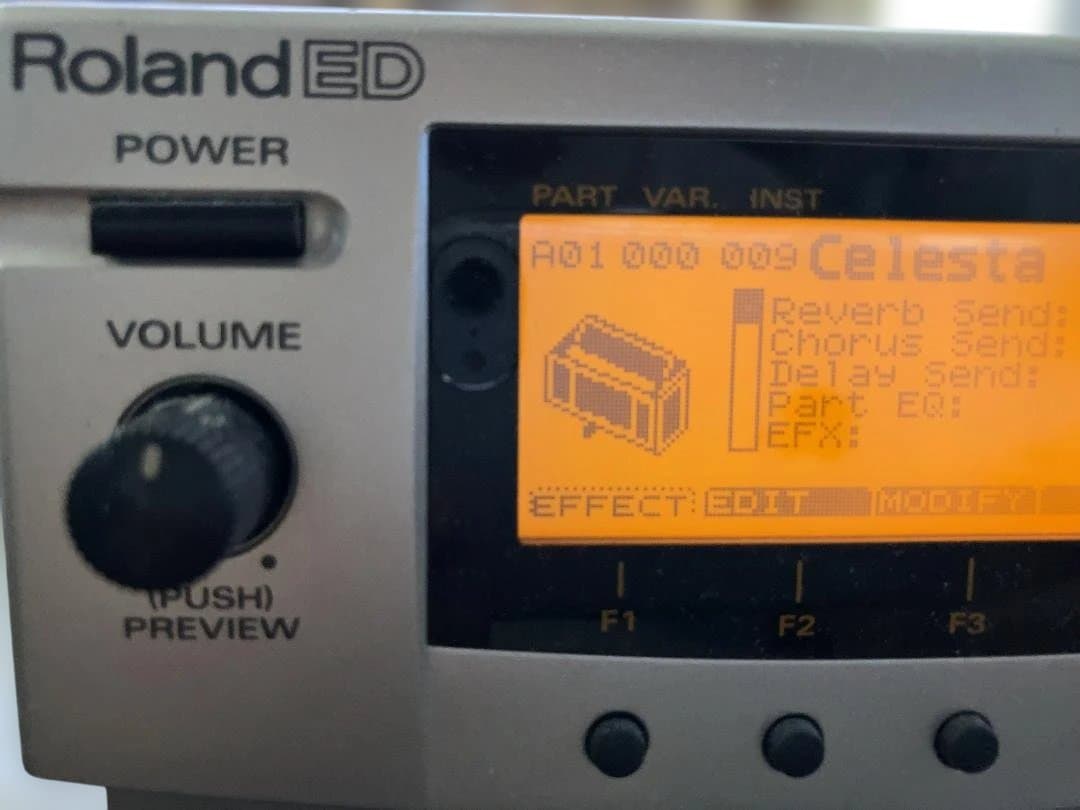 Roland ED
POWER
VOLUME
(PUSH)
PREVIEW
PART VAR. INST
A01 000 009 Celesta
Reverb Send:
Chorus Send:
Delay Send:
Part EQ:
EFX:
EFFECT EDIT MODIFY
F1 F2 F3